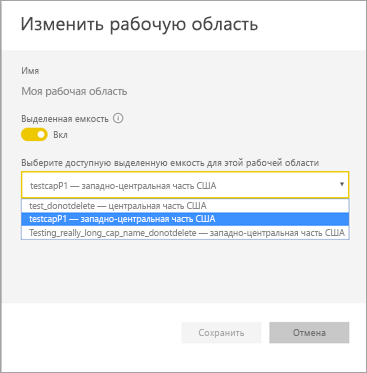 Изменить рабочую область
Имя
Моя рабочая область
Выделенная емкость
Вкл
Выберите доступную выделенную емкость для этой рабочей области
testcapP1 — западно-центральная часть США
test_donotdelete — центральная часть США
testcapP1 — западно-центральная часть США
Testing_really_long_cap_name_donotdelete — западно-центральная часть США
Сохранить
Отмена